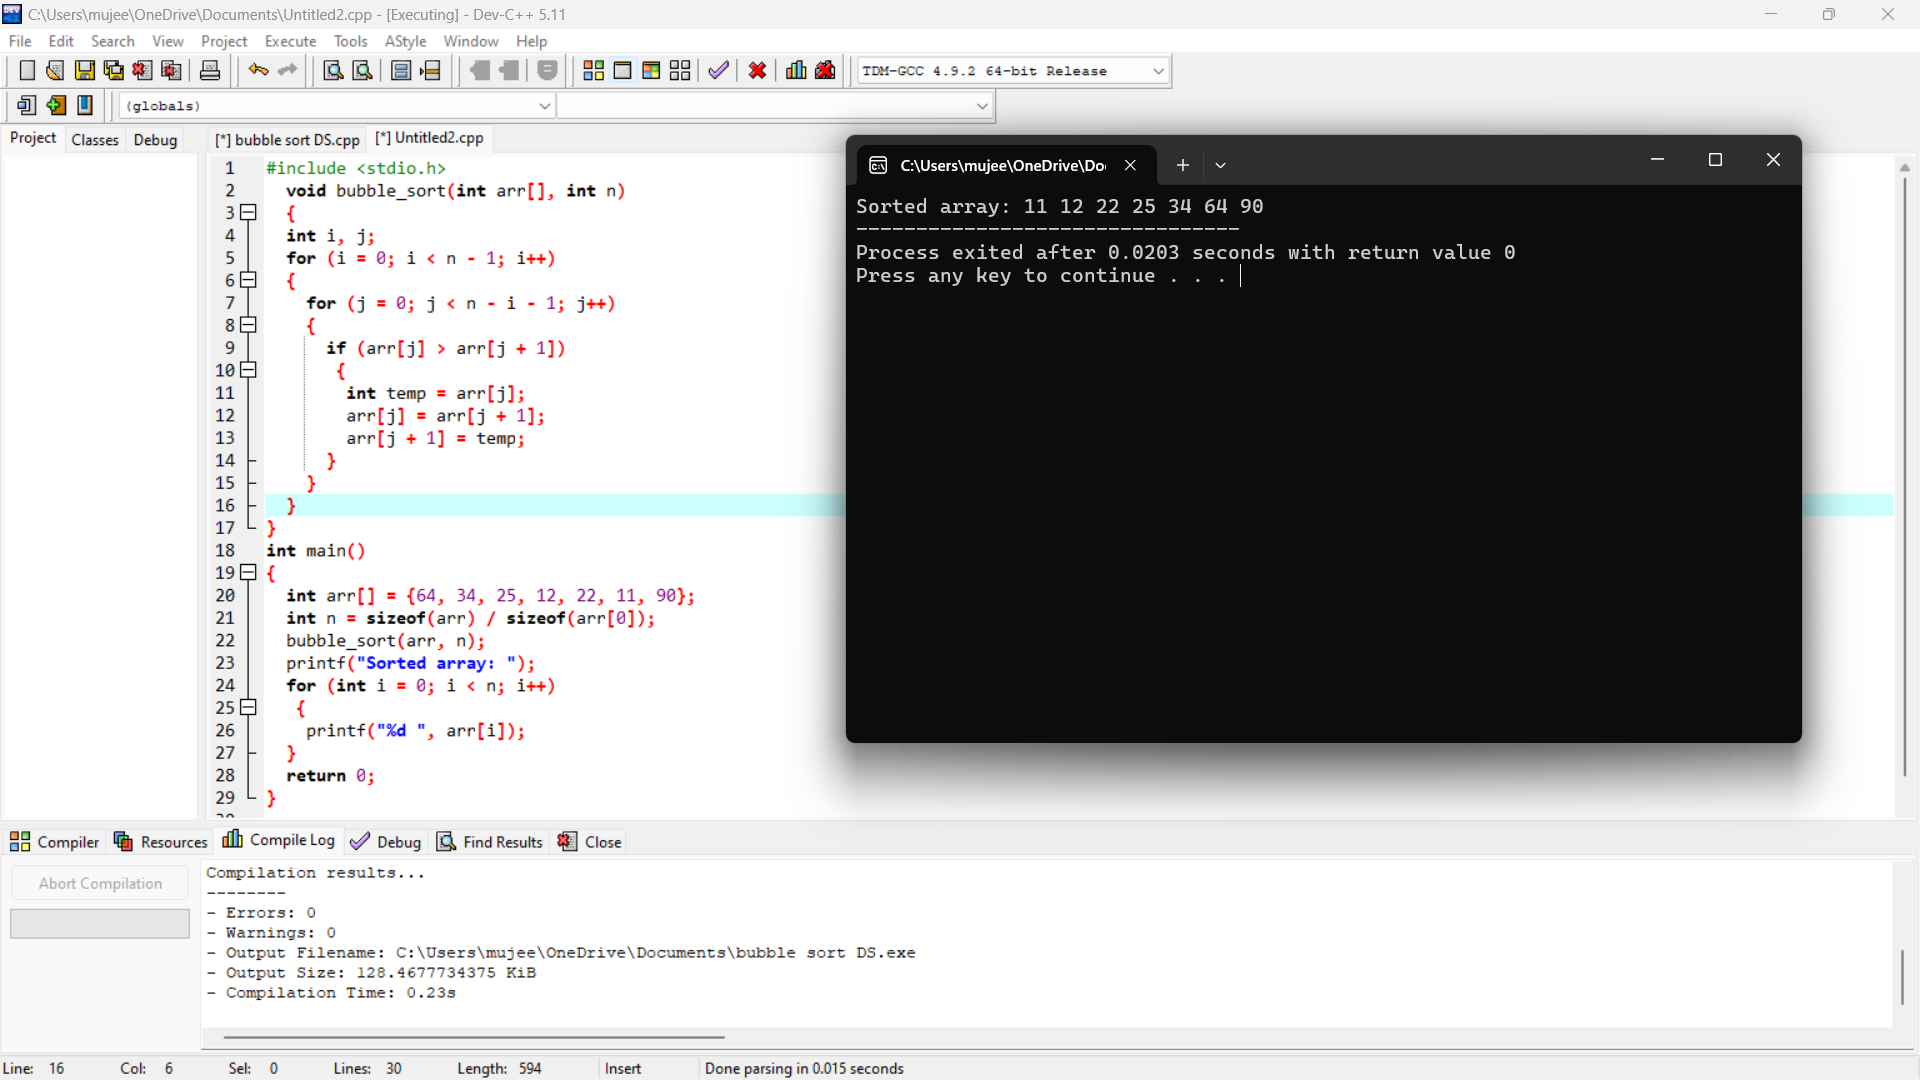 C:\Users\mujee\OneDrive\Documents\Untitled2.cpp - [Executing] - Dev-C++ 5.11
File Edit Search View Project Execute Tools AStyle Window Help
TDM-GCC 4.9.2 64-bit Release
(globals)
Project Classes Debug
[*] bubble sort DS.cpp [*] Untitled2.cpp
1 #include <stdio.h>
2 void bubble_sort(int arr[], int n)
3 {
4 int i, j;
5 for (i = 0; i < n - 1; i++)
6 {
7 for (j = 0; j < n - i - 1; j++)
8 {
9 if (arr[j] > arr[j + 1])
10 {
11 int temp = arr[j];
12 arr[j] = arr[j + 1];
13 arr[j + 1] = temp;
14 }
15 }
16 }
17 }
18 int main()
19 {
20 int arr[] = {64, 34, 25, 12, 22, 11, 90};
21 int n = sizeof(arr) / sizeof(arr[0]);
22 bubble_sort(arr, n);
23 printf("Sorted array: ");
24 for (int i = 0; i < n; i++)
25 {
26 printf("%d ", arr[i]);
27 }
28 return 0;
29 }
C:\Users\mujee\OneDrive\Do
Sorted array: 11 12 22 25 34 64 90
--------------------------------
Process exited after 0.0203 seconds with return value 0
Press any key to continue . . .
Compiler Resources Compile Log Debug Find Results Close
Abort Compilation
Compilation results...
--------
- Errors: 0
- Warnings: 0
- Output Filename: C:\Users\mujee\OneDrive\Documents\bubble sort DS.exe
- Output Size: 128.4677734375 KiB
- Compilation Time: 0.23s
Line: 16 Col: 6 Sel: 0 Lines: 30 Length: 594 Insert Done parsing in 0.015 seconds